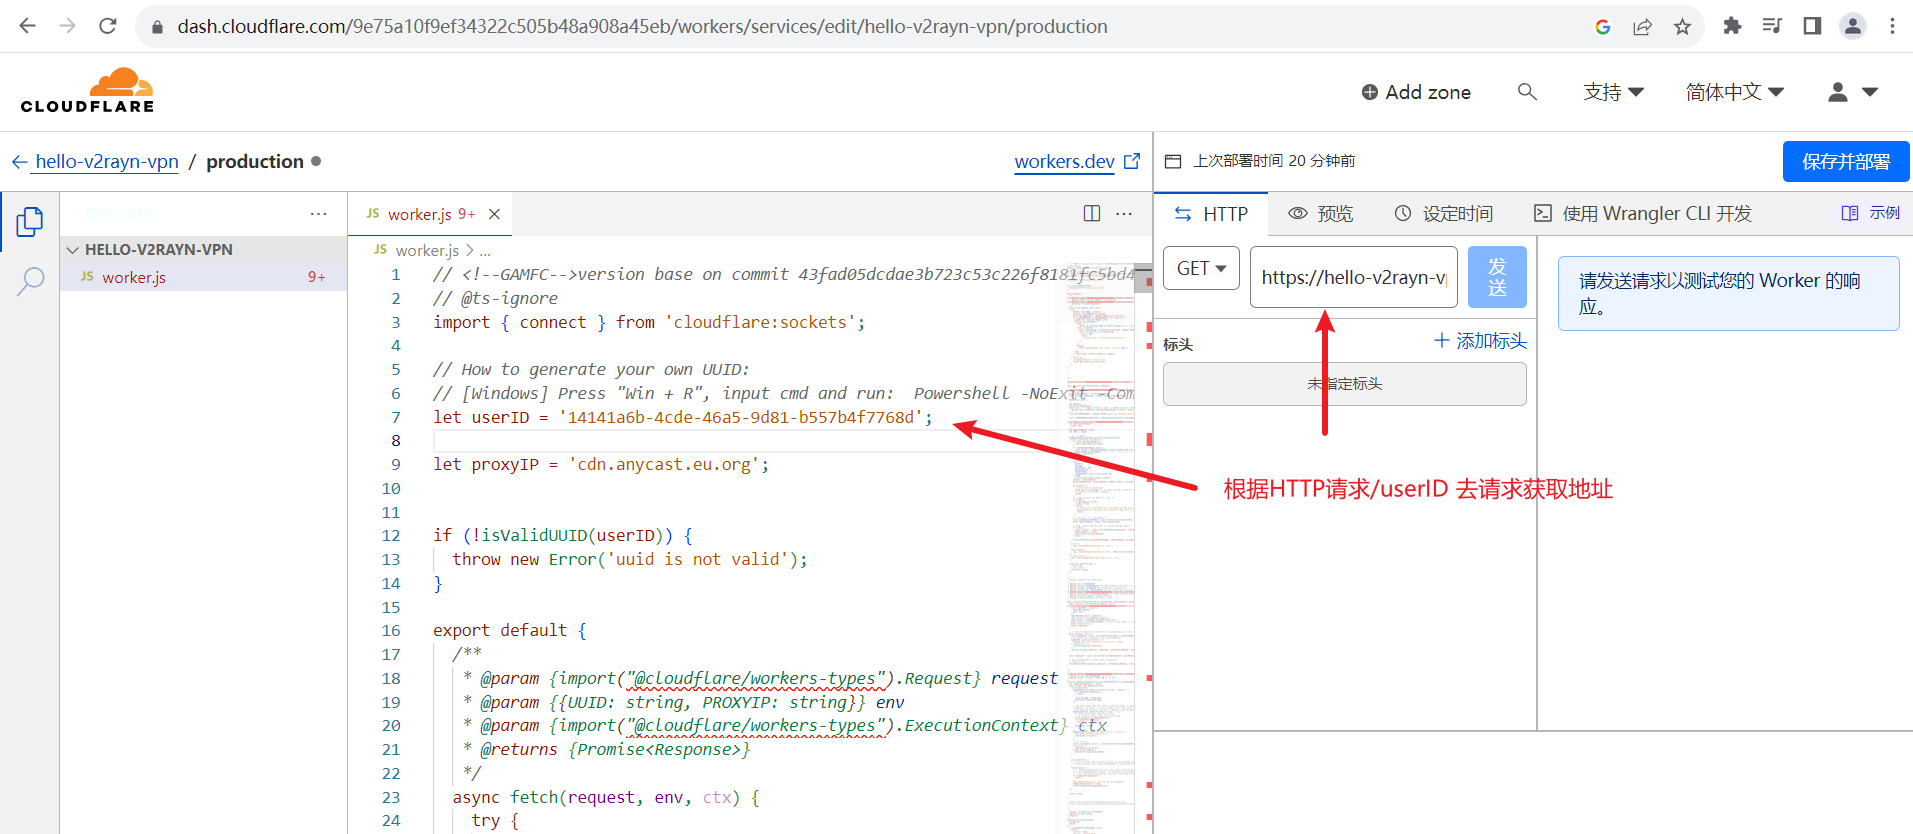 dash.cloudflare.com/9e75a10f9ef34322c505b48a908a45eb/workers/services/edit/hello-v2rayn-vpn/production
CLOUDFLARE
Add zone
支持
简体中文
hello-v2rayn-vpn / production
workers.dev
上次部署时间 20 分钟前
保存并部署
...
JS worker.js 9+
...
HTTP
预览
设定时间
使用 Wrangler CLI 开发
示例
HELLO-V2RAYN-VPN
JS worker.js 9+
JS worker.js > ...
1 // <!--GAMFC-->version base on commit 43fad05dcdae3b723c53c226f8181fc5bd4
2 // @ts-ignore
3 import { connect } from 'cloudflare:sockets';
4
5 // How to generate your own UUID:
6 // [Windows] Press "Win + R", input cmd and run:  Powershell -NoExit -Com
7 let userID = '14141a6b-4cde-46a5-9d81-b557b4f7768d';
8
9 let proxyIP = 'cdn.anycast.eu.org';
10
11
12 if (!isValidUUID(userID)) {
13 throw new Error('uuid is not valid');
14 }
15
16 export default {
17 /**
18 * @param {import("@cloudflare/workers-types").Request} request
19 * @param {{UUID: string, PROXYIP: string}} env
20 * @param {import("@cloudflare/workers-types").ExecutionContext} ctx
21 * @returns {Promise<Response>}
22 */
23 async fetch(request, env, ctx) {
24 try {
GET
https://hello-v2rayn-vp
发送
标头
添加标头
未指定标头
请发送请求以测试您的 Worker 的响
应。
根据HTTP请求/userID 去请求获取地址